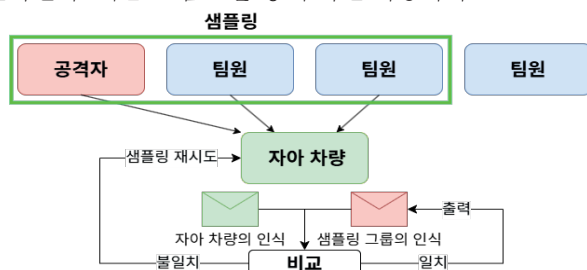 샘플링
공격자 팀원 팀원 팀원
샘플링 재시도 자아 차량
출력
자아 차량의 인식 샘플링 그룹의 인식
불일치 비교 일치